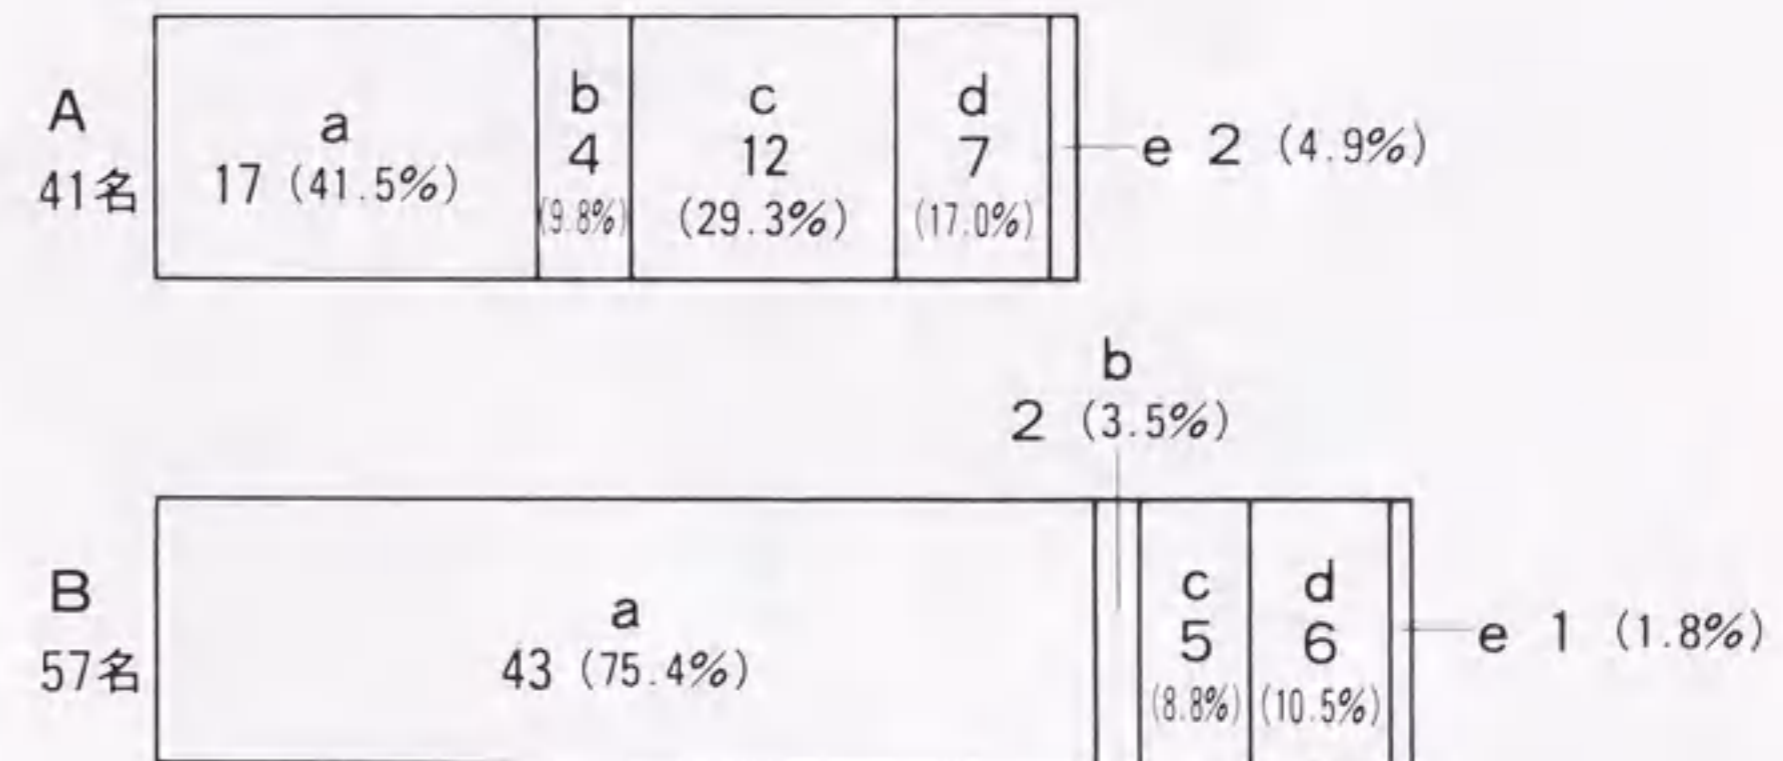 A
41名
a
17 (41.5%)
b
4
(9.8%)
c
12
(29.3%)
d
7
(17.0%)
e 2 (4.9%)
B
57名
a
43 (75.4%)
b
2 (3.5%)
c
5
(8.8%)
d
6
(10.5%)
e 1 (1.8%)